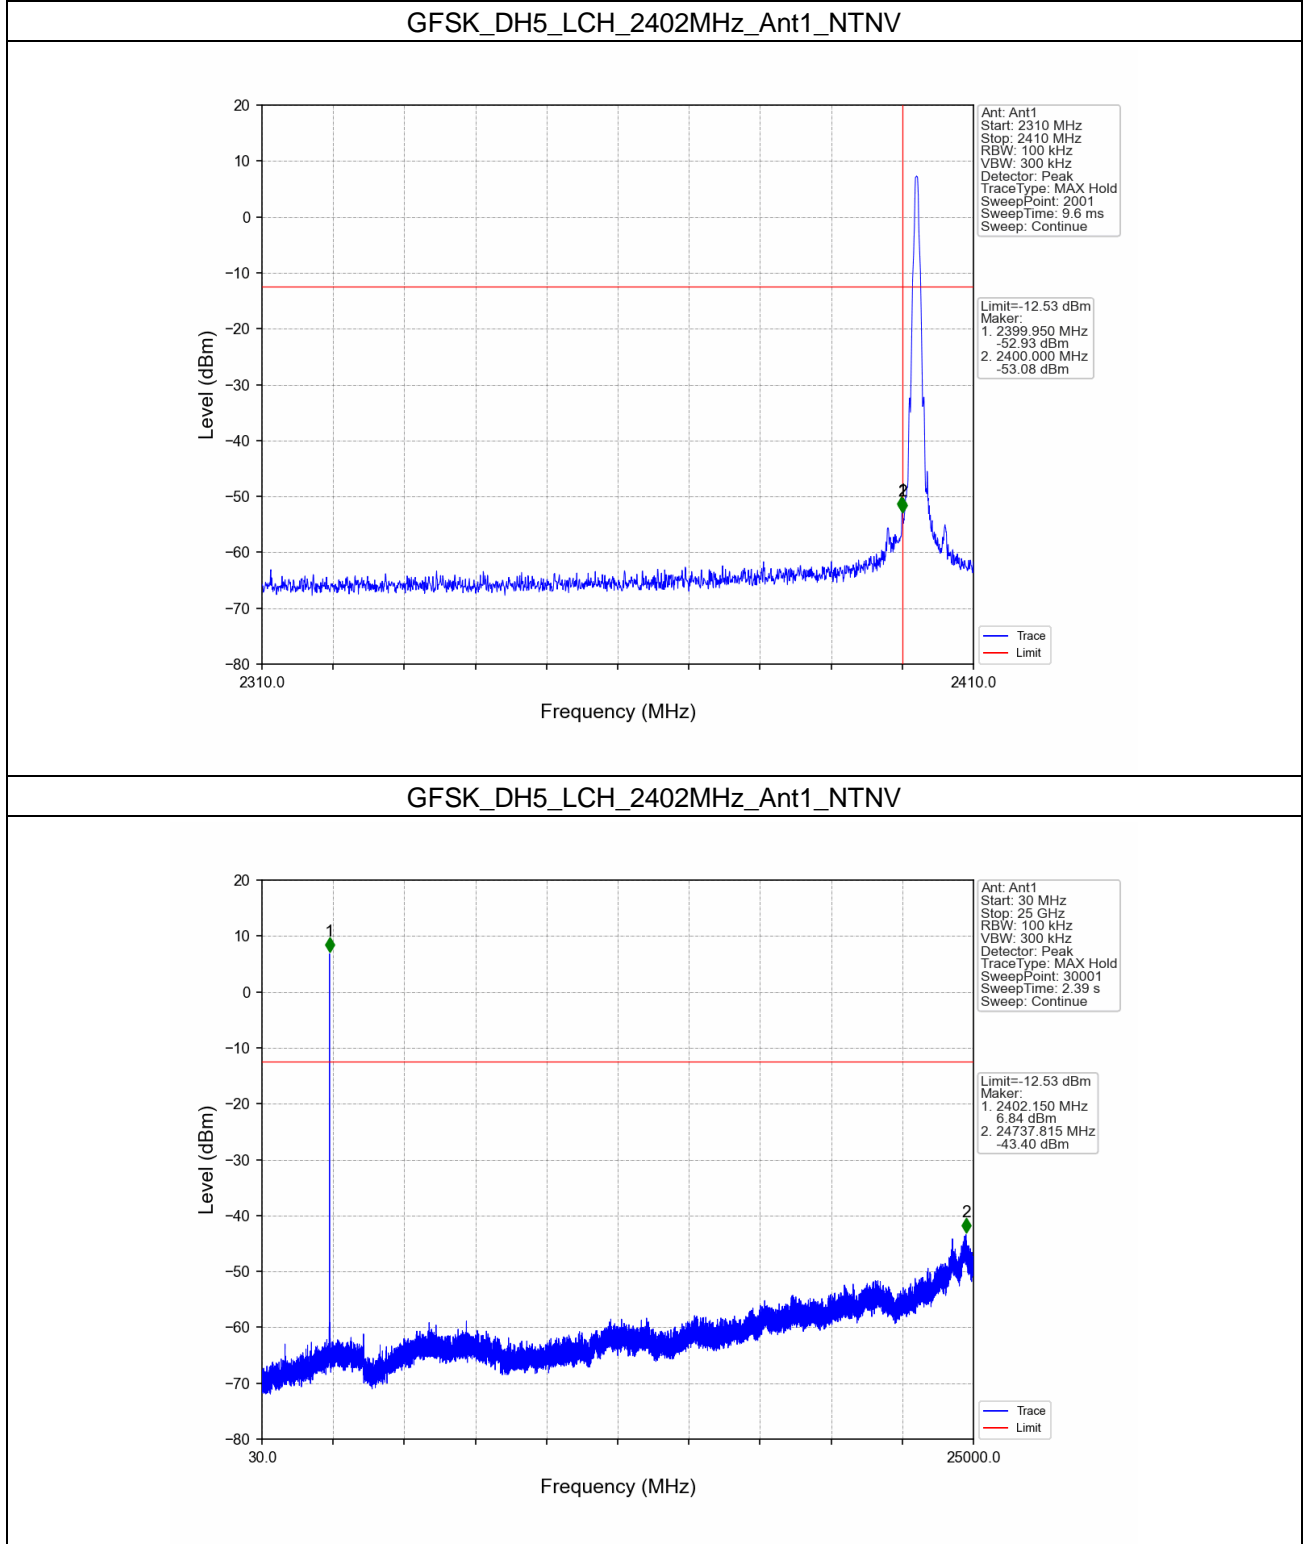 GFSK_DH5_LCH_2402MHz_Ant1_NTNV
20
10
0
−10
−20
−30
−40
−50
−60
−70
−80
Level (dBm)
2
2310.0
2410.0
Frequency (MHz)
Ant: Ant1
Start: 2310 MHz
Stop: 2410 MHz
RBW: 100 kHz
VBW: 300 kHz
Detector: Peak
TraceType: MAX Hold
SweepPoint: 2001
SweepTime: 9.6 ms
Sweep: Continue
Limit=-12.53 dBm
Maker:
1. 2399.950 MHz
-52.93 dBm
2. 2400.000 MHz
-53.08 dBm
Trace
Limit
GFSK_DH5_LCH_2402MHz_Ant1_NTNV
20
10
0
−10
−20
−30
−40
−50
−60
−70
−80
Level (dBm)
1
2
30.0
25000.0
Frequency (MHz)
Ant: Ant1
Start: 30 MHz
Stop: 25 GHz
RBW: 100 kHz
VBW: 300 kHz
Detector: Peak
TraceType: MAX Hold
SweepPoint: 30001
SweepTime: 2.39 s
Sweep: Continue
Limit=-12.53 dBm
Maker:
1. 2402.150 MHz
6.84 dBm
2. 24737.815 MHz
-43.40 dBm
Trace
Limit